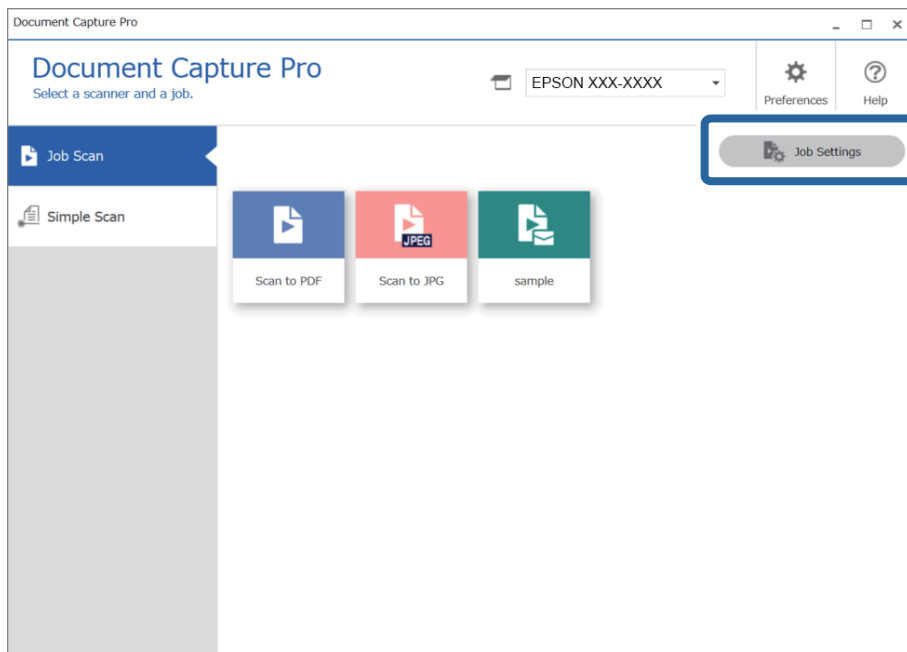 Document Capture Pro
Document Capture Pro
Select a scanner and a job.
EPSON XXX-XXXX
Preferences
Help
Job Scan
Job Settings
Simple Scan
JPEG
Scan to PDF
Scan to JPG
sample